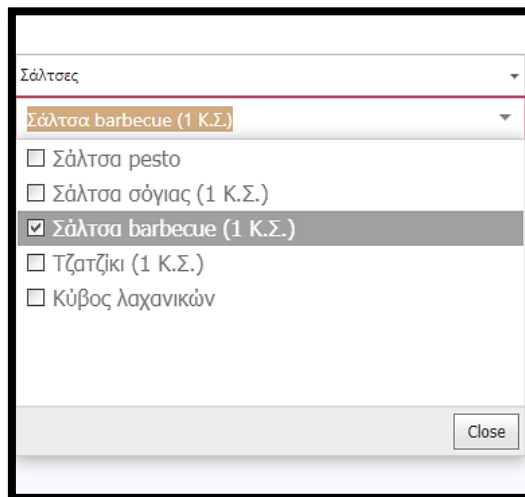 Σάλτσες
Σάλτσα barbecue (1 Κ.Σ.)
Σάλτσα pesto
Σάλτσα σόγιας (1 Κ.Σ.)
Σάλτσα barbecue (1 Κ.Σ.)
Τζατζίκι (1 Κ.Σ.)
Κύβος λαχανικών
Close